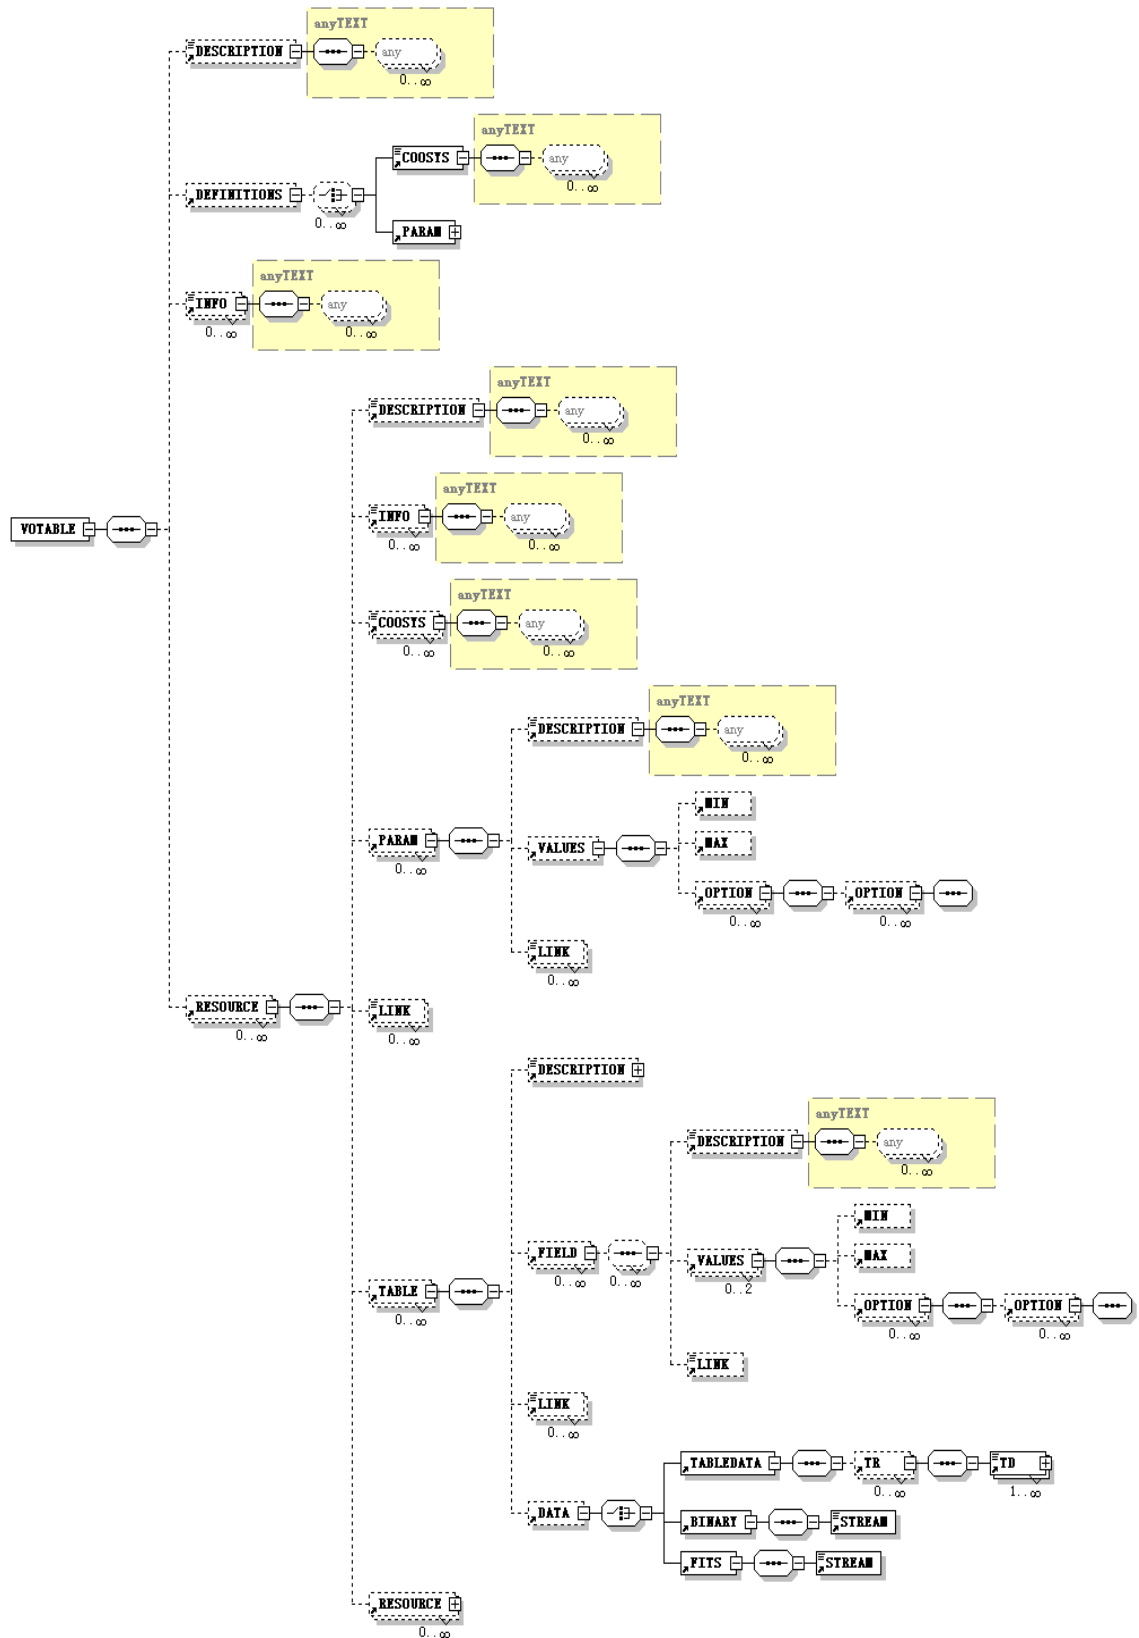 anyTEXT
DESCRIPTION
any
0..∞
anyTEXT
COOSYS
any
0..∞
DEFINITIONS
0..∞
PARAM
anyTEXT
INFO
any
0..∞
0..∞
anyTEXT
DESCRIPTION
any
0..∞
anyTEXT
INFO
any
0..∞
0..∞
VOTABLE
anyTEXT
COOSYS
any
0..∞
0..∞
anyTEXT
DESCRIPTION
any
0..∞
MIN
PARAM
0..∞
VALUES
MAX
OPTION
OPTION
0..∞
0..∞
LINK
0..∞
RESOURCE
0..∞
LINK
0..∞
DESCRIPTION
anyTEXT
DESCRIPTION
any
0..∞
MIN
FIELD
0..∞
0..∞
VALUES
0..2
MAX
TABLE
0..∞
OPTION
OPTION
0..∞
0..∞
LINK
LINK
0..∞
TABLEDATA
TR
TD
0..∞
1..∞
DATA
BINARY
STREAM
FITS
STREAM
RESOURCE
0..∞